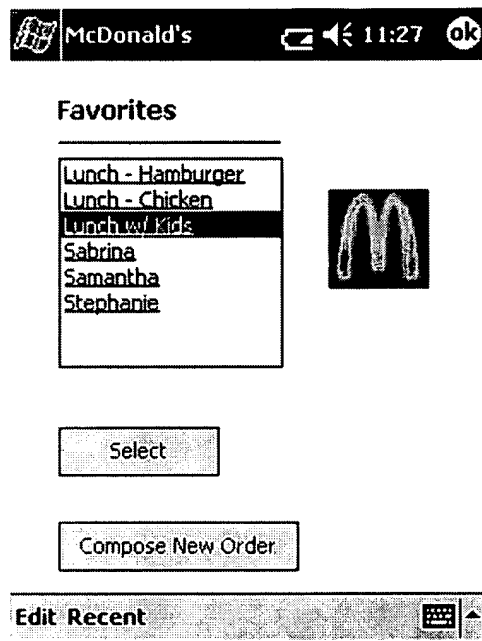 McDonald's 11:27 ok
Favorites
Lunch - Hamburger
Lunch - Chicken
Lunch w/ Kids
Sabrina
Samantha
Stephanie
Select
Compose New Order
Edit Recent